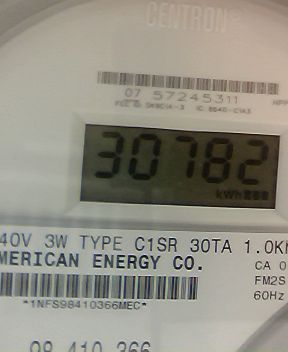 CENTRON®
07 57245311
30782
kWh
40V 3W TYPE C1SR 30TA 1.0K
MERICAN ENERGY CO.
CA 0
FM2S
60Hz
*1NFS98410366MEC*
98 410 366